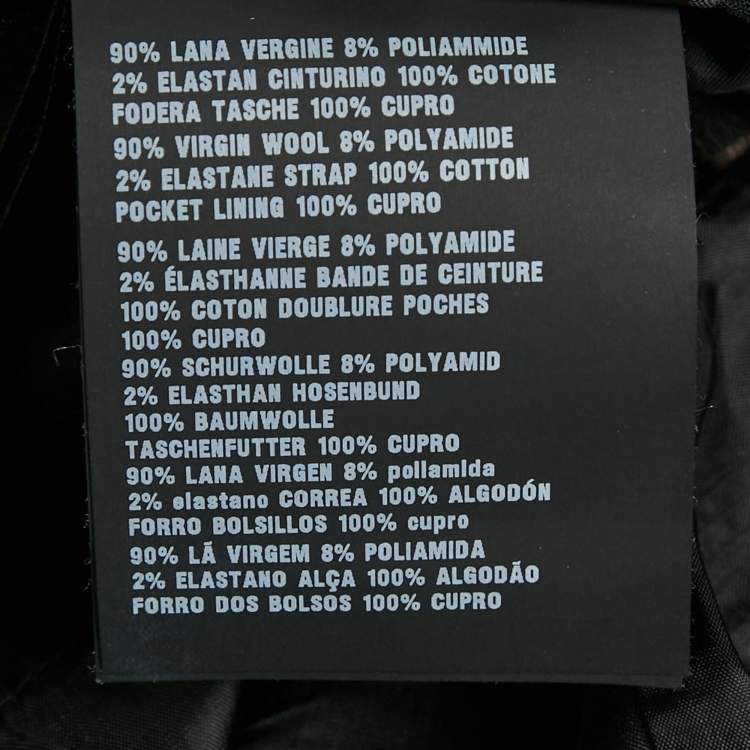 90% LANA VERGINE 8% POLIAMMIDE
2% ELASTAN CINTURINO 100% COTONE
FODERA TASCHE 100% CUPRO
90% VIRGIN WOOL 8% POLYAMIDE
2% ELASTANE STRAP 100% COTTON
POCKET LINING 100% CUPRO
90% LAINE VIERGE 8% POLYAMIDE
2% ÉLASTHANNE BANDE DE CEINTURE
100% COTON DOUBLURE POCHES
100% CUPRO
90% SCHURWOLLE 8% POLYAMID
2% ELASTHAN HOSENBUND
100% BAUMWOLLE
TASCHENFUTTER 100% CUPRO
90% LANA VIRGEN 8% poliamida
2% elastano CORREA 100% ALGODÓN
FORRO BOLSILLOS 100% cupro
90% LÃ VIRGEM 8% POLIAMIDA
2% ELASTANO ALÇA 100% ALGODÃO
FORRO DOS BOLSOS 100% CUPRO